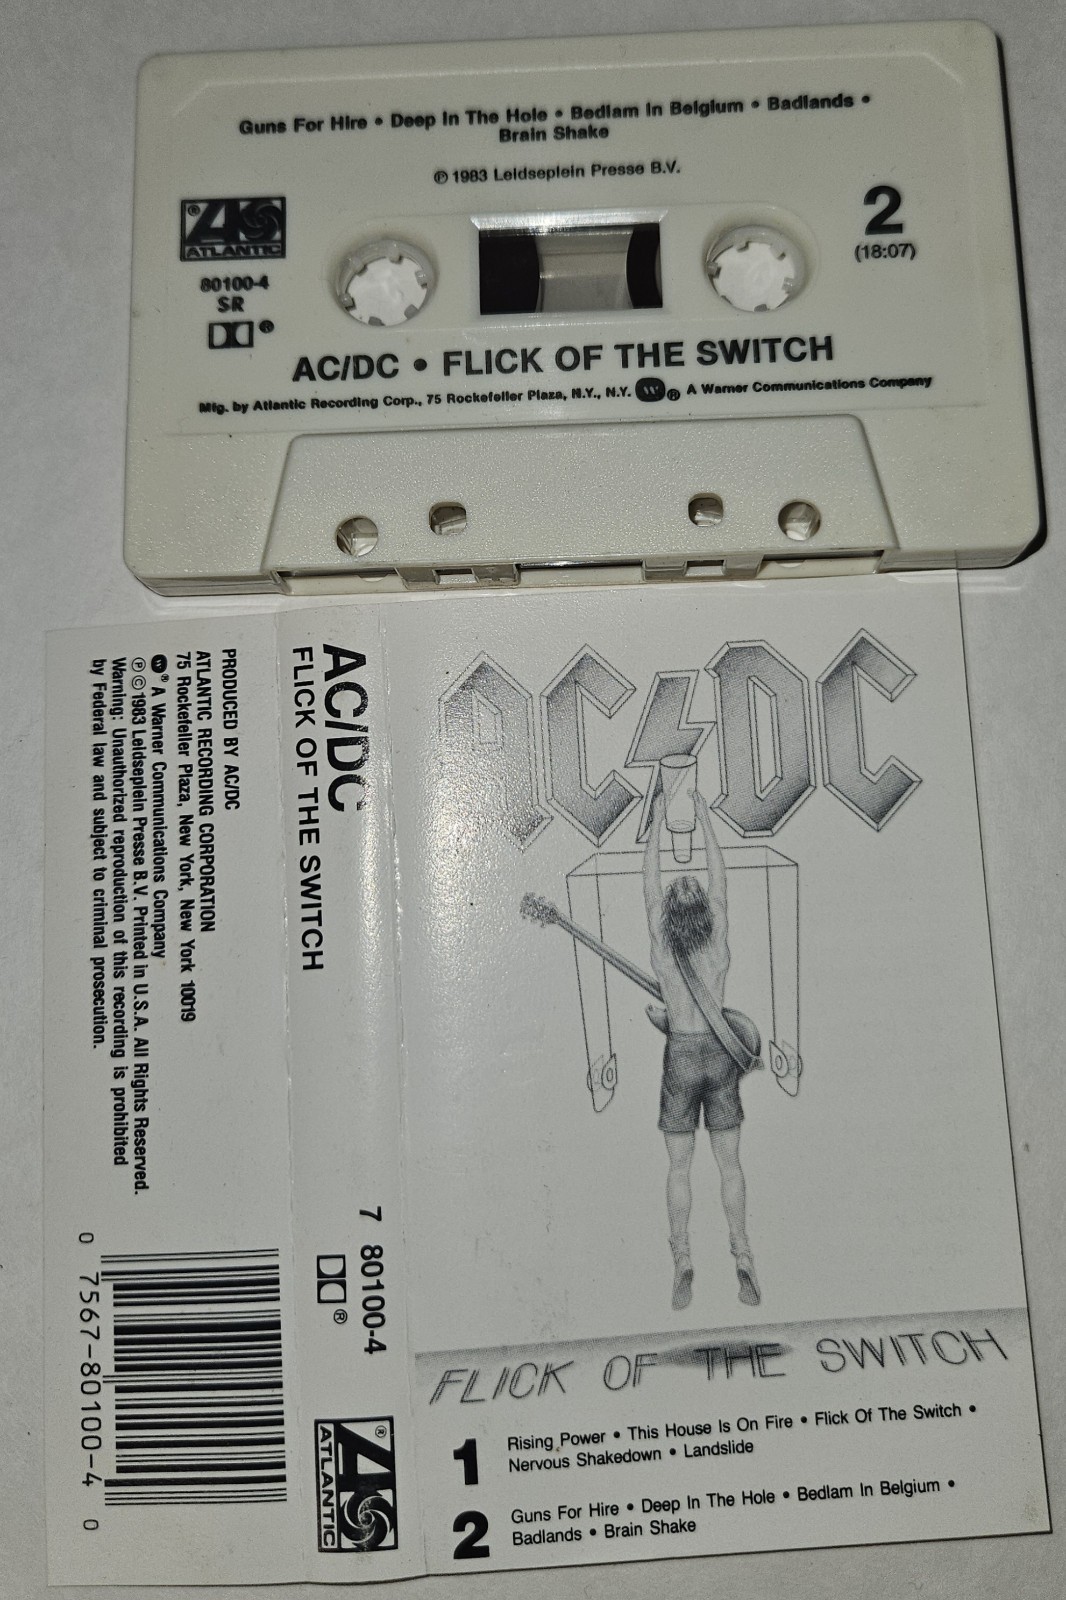 Guns For Hire • Deep In The Hole • Bedlam In Belgium • Badlands •
Brain Shake
℗ 1983 Leidseplein Presse B.V.
® ATLANTIC
80100-4
SR
®
2
(18:07)
AC/DC • FLICK OF THE SWITCH
Mfg. by Atlantic Recording Corp., 75 Rockefeller Plaza, N.Y., N.Y. W ® A Warner Communications Company
PRODUCED BY AC/DC
ATLANTIC RECORDING CORPORATION
75 Rockefeller Plaza, New York, New York 10019
W ® A Warner Communications Company
℗ © 1983 Leidseplein Presse B.V. Printed in U.S.A. All Rights Reserved.
Warning: Unauthorized reproduction of this recording is prohibited
by Federal law and subject to criminal prosecution.
0 7567-80100-4 0
AC/DC
FLICK OF THE SWITCH
7 80100-4
®
® ATLANTIC
AC DC
FLICK OF THE SWITCH
1
Rising Power • This House Is On Fire • Flick Of The Switch •
Nervous Shakedown • Landslide
2
Guns For Hire • Deep In The Hole • Bedlam In Belgium •
Badlands • Brain Shake